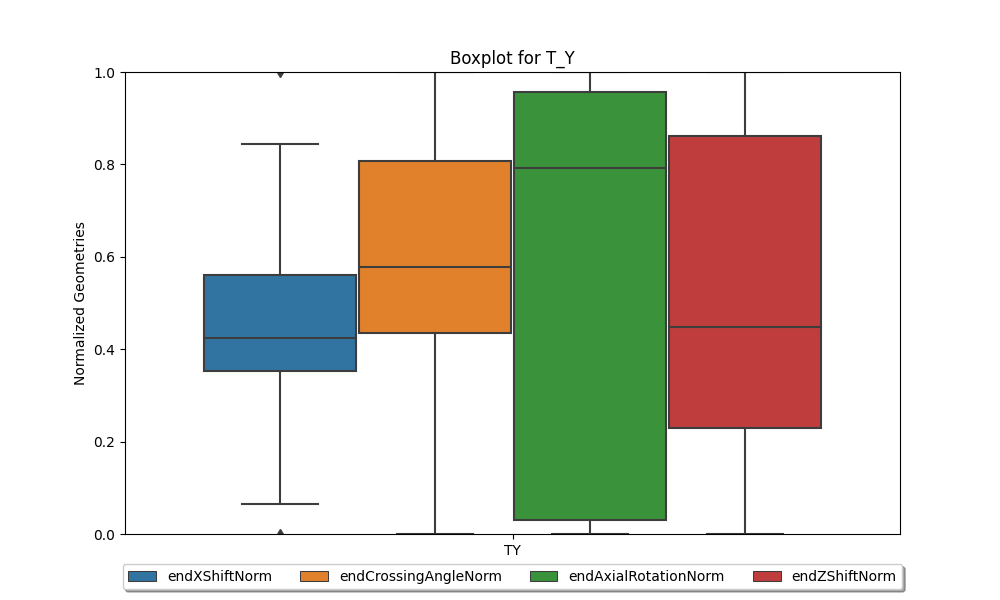 Boxplot for T_Y
1.0
0.8
0.6
0.4
0.2
0.0
Normalized Geometries
TY
endXShiftNorm endCrossingAngleNorm endAxialRotationNorm endZShiftNorm